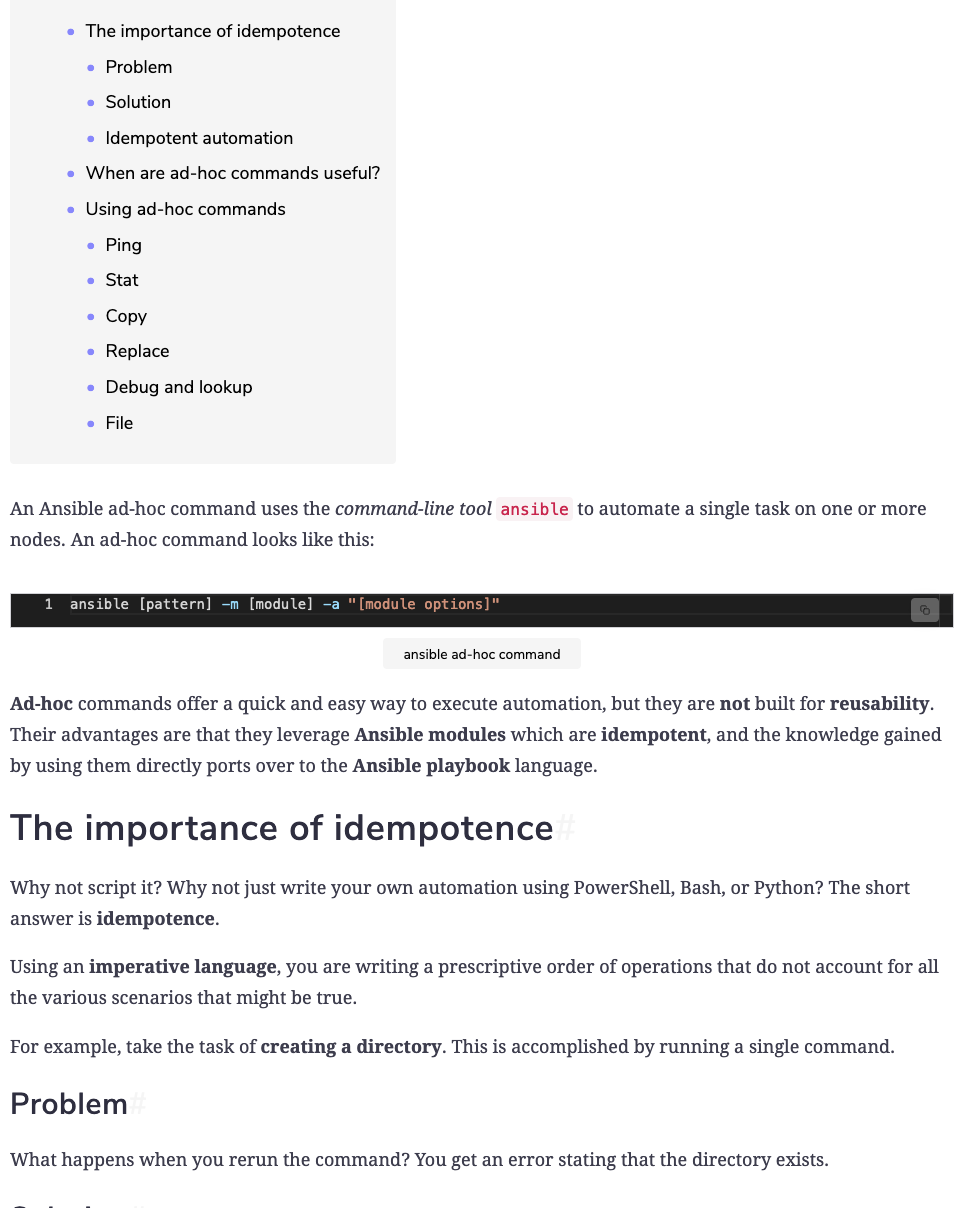 The importance of idempotence
Problem
Solution
Idempotent automation
When are ad-hoc commands useful?
Using ad-hoc commands
Ping
Stat
Copy
Replace
Debug and lookup
File
An Ansible ad-hoc command uses the command-line tool ansible to automate a single task on one or more
nodes. An ad-hoc command looks like this:
1 ansible [pattern] -m [module] -a "[module options]"
ansible ad-hoc command
Ad-hoc commands offer a quick and easy way to execute automation, but they are not built for reusability.
Their advantages are that they leverage Ansible modules which are idempotent, and the knowledge gained
by using them directly ports over to the Ansible playbook language.
The importance of idempotence#
Why not script it? Why not just write your own automation using PowerShell, Bash, or Python? The short
answer is idempotence.
Using an imperative language, you are writing a prescriptive order of operations that do not account for all
the various scenarios that might be true.
For example, take the task of creating a directory. This is accomplished by running a single command.
Problem#
What happens when you rerun the command? You get an error stating that the directory exists.